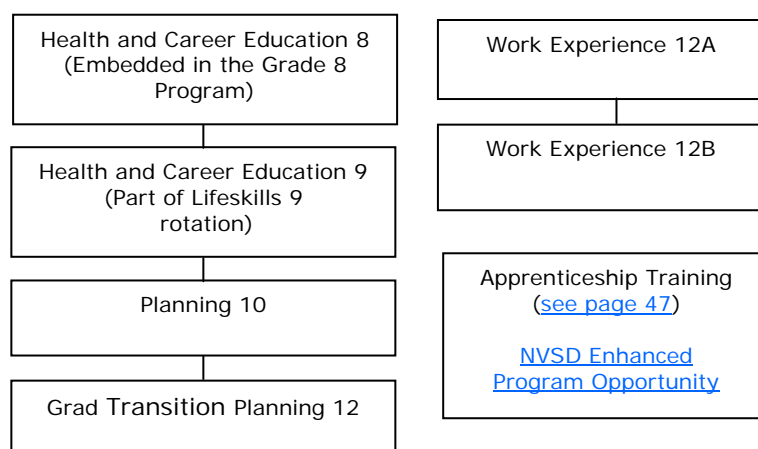 Health and Career Education 8
(Embedded in the Grade 8
Program)
Health and Career Education 9
(Part of Lifeskills 9
rotation)
Planning 10
Grad Transition Planning 12
Work Experience 12A
Work Experience 12B
Apprenticeship Training
(see page 47)
NVSD Enhanced
Program Opportunity